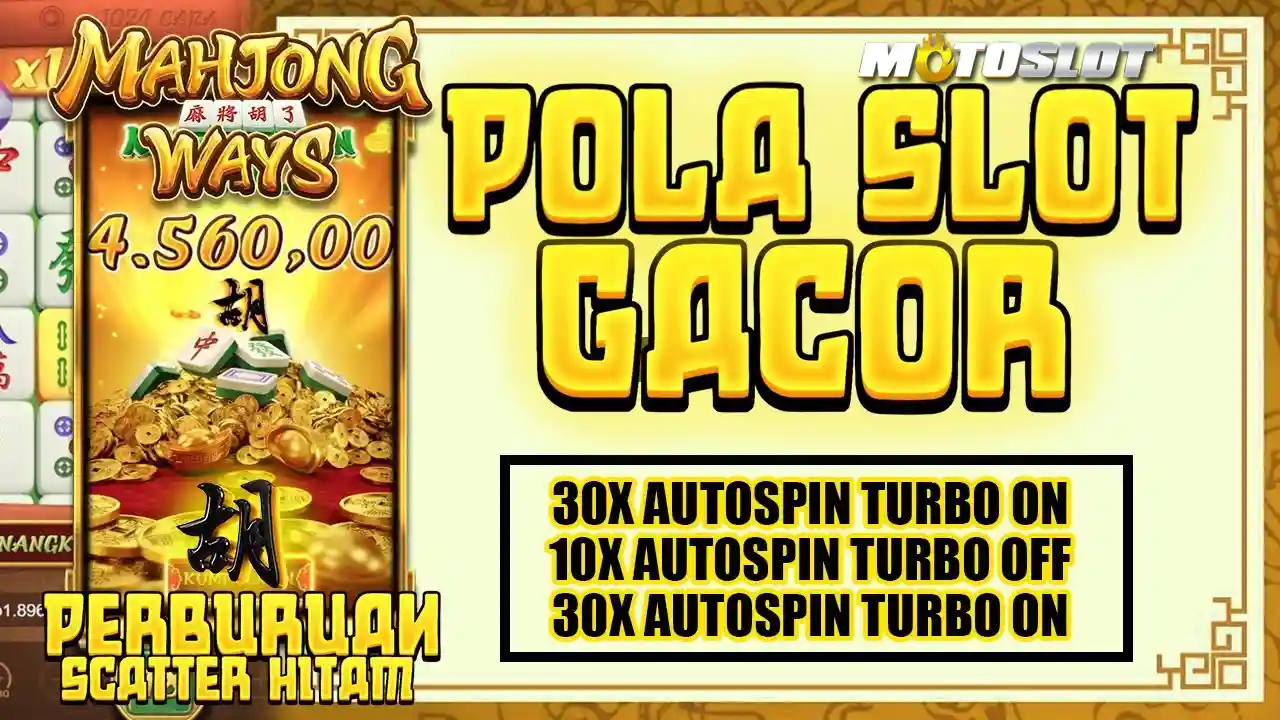 MAHJONG
麻將胡了
WAYS
4.560,00
胡
中
胡
PERBURUAN
SCATTER HITAM
MOTOSLOT
POLA SLOT
GACOR
30X AUTOSPIN TURBO ON
10X AUTOSPIN TURBO OFF
30X AUTOSPIN TURBO ON